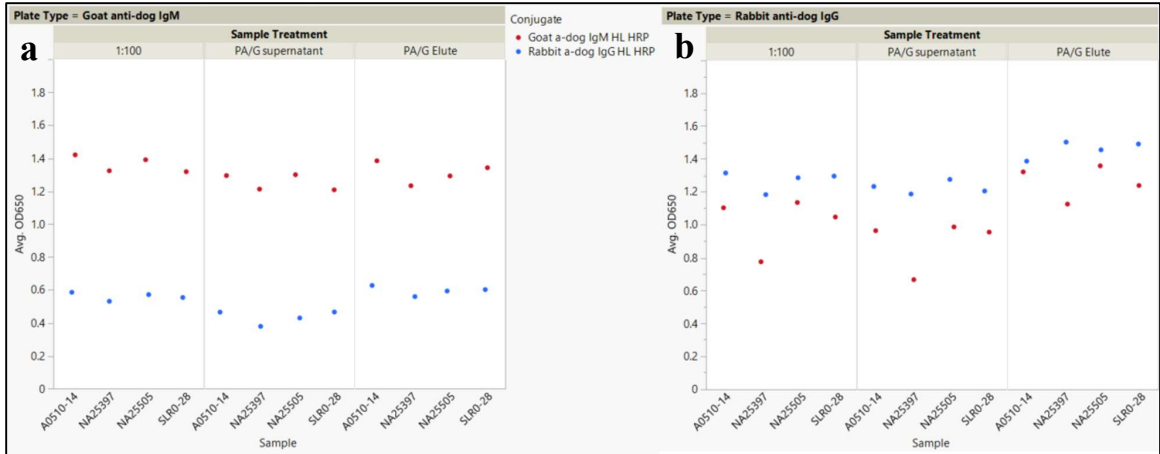 Plate Type = Goat anti-dog IgM
a
Sample Treatment
1:100 PA/G supernatant PA/G Elute
Avg. OD650
1.8
1.6
1.4
1.2
1.0
0.8
0.6
0.4
0.2
0
A0510-14 NA25397 NA25505 SLR0-28 A0510-14 NA25397 NA25505 SLR0-28 A0510-14 NA25397 NA25505 SLR0-28
Sample
Conjugate
Goat a-dog IgM HL HRP
Rabbit a-dog IgG HL HRP
Plate Type = Rabbit anti-dog IgG
b
Sample Treatment
1:100 PA/G supernatant PA/G Elute
Avg. OD650
1.8
1.6
1.4
1.2
1.0
0.8
0.6
0.4
0.2
0
A0510-14 NA25397 NA25505 SLR0-28 A0510-14 NA25397 NA25505 SLR0-28 A0510-14 NA25397 NA25505 SLR0-28
Sample